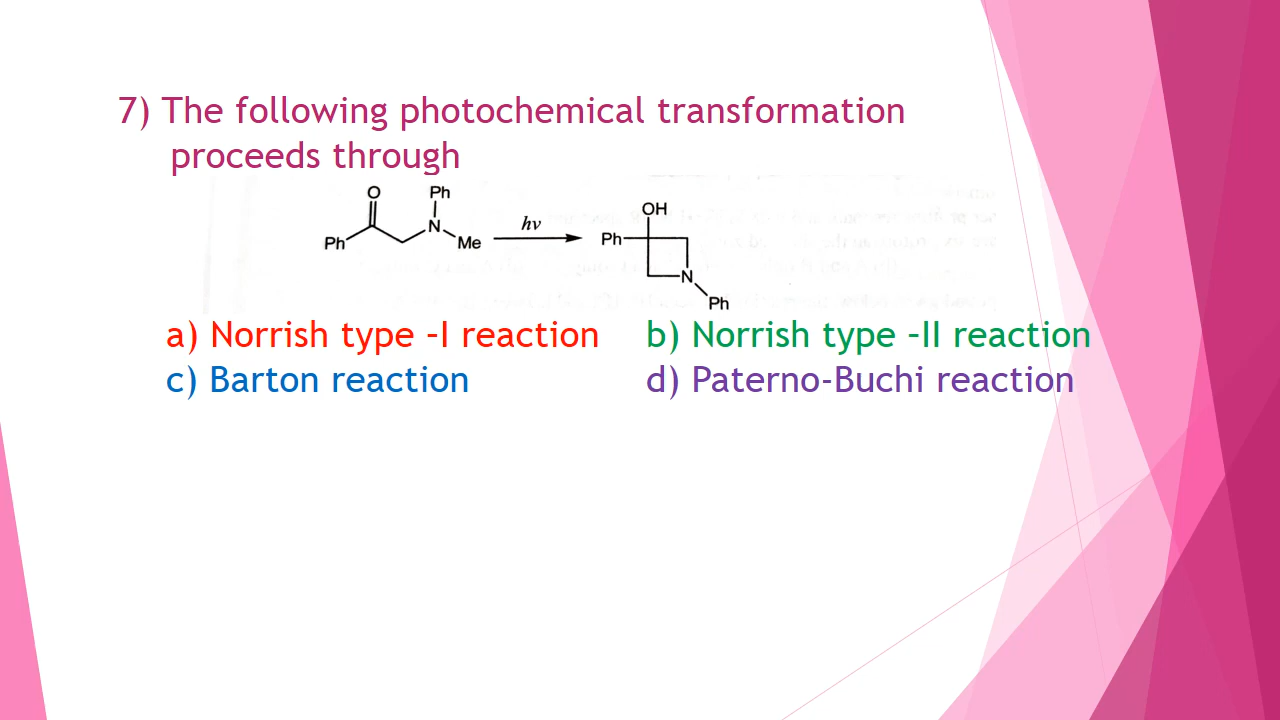 7) The following photochemical transformation
proceeds through
O
Ph
N
Ph
Me
hν
OH
Ph
N
Ph
a) Norrish type –I reaction
b) Norrish type –II reaction
c) Barton reaction
d) Paterno-Buchi reaction